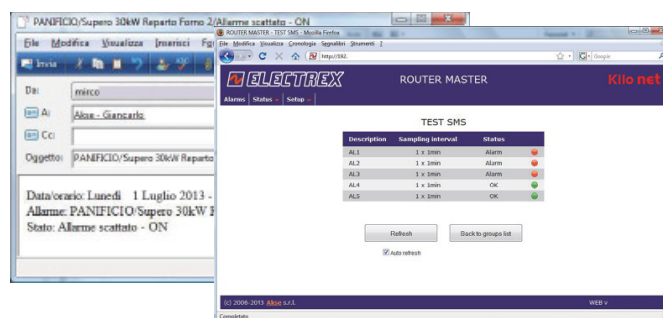 PANIFICIO/Supero 30kW Reparto Forno 2/Allarme scattato - ON
File Modifica Visualizza Inserisci
Invia
Da: mirco
A: Akse - Giancarlo
Cc:
Oggetto: PANIFICIO/Supero 30kW Reparto
Data/orario: Lunedì 1 Luglio 2013 -
Allarme: PANIFICIO/Supero 30kW
Stato: Allarme scattato - ON
ROUTER MASTER - TEST SMS - Mozilla Firefox
File Modifica Visualizza Cronologia Segnalibri Strumenti ?
http://192.
Google
ELECTREX
ROUTER MASTER
Kilo net
Alarms Status Setup
TEST SMS
Description Sampling interval Status
AL1 1 x 1min Alarm
AL2 1 x 1min Alarm
AL3 1 x 1min Alarm
AL4 1 x 1min OK
AL5 1 x 1min OK
Refresh Back to groups list
Auto refresh
(c) 2006-2013 Akse s.r.l. WEB v
Completato